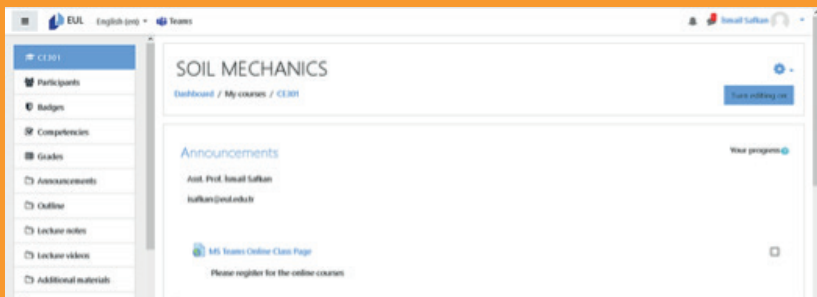 EUL English (en) Teams Ismail Safkan
CE301
Participants
Badges
Competencies
Grades
Announcements
Outline
Lecture notes
Lecture videos
Additional materials
SOIL MECHANICS
Dashboard / My courses / CE301
Turn editing on
Announcements
Your progress
Asst. Prof. Ismail Safkan
isafkan@eul.edu.tr
MS Teams Online Class Page
Please register for the online courses